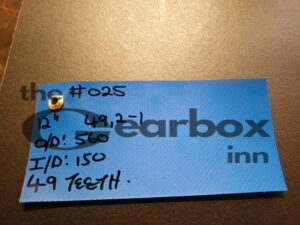 the
#025
Gearbox
inn
12" 49.2-1
O/D: 560
I/D: 150
49 TEETH.